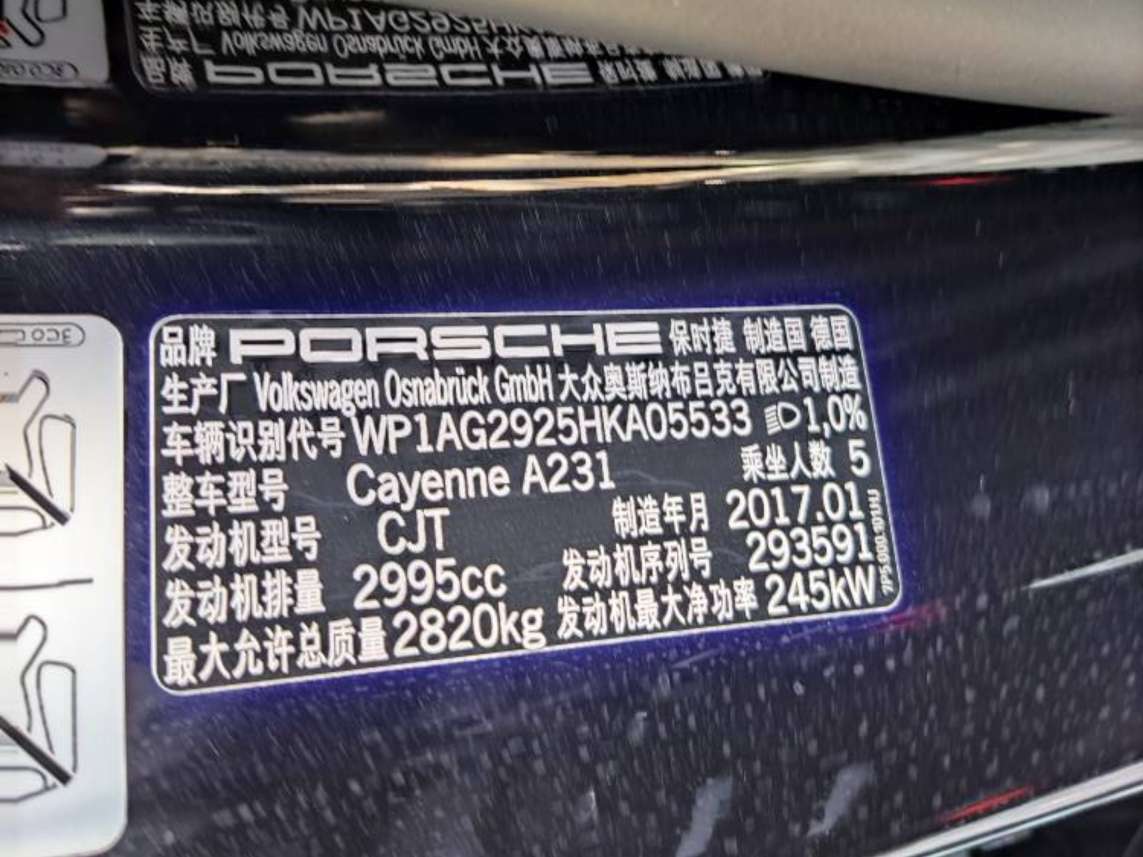 品牌 PORSCHE 保时捷 制造国 德国
生产厂 Volkswagen Osnabrück GmbH 大众奥斯纳布吕克有限公司制造
车辆识别代号 WP1AG2925HKA05533 1,0%
整车型号 Cayenne A231 乘坐人数 5
发动机型号 CJT 制造年月 2017.01
发动机排量 2995cc 发动机序列号 293591
最大允许总质量 2820kg 发动机最大净功率 245kW